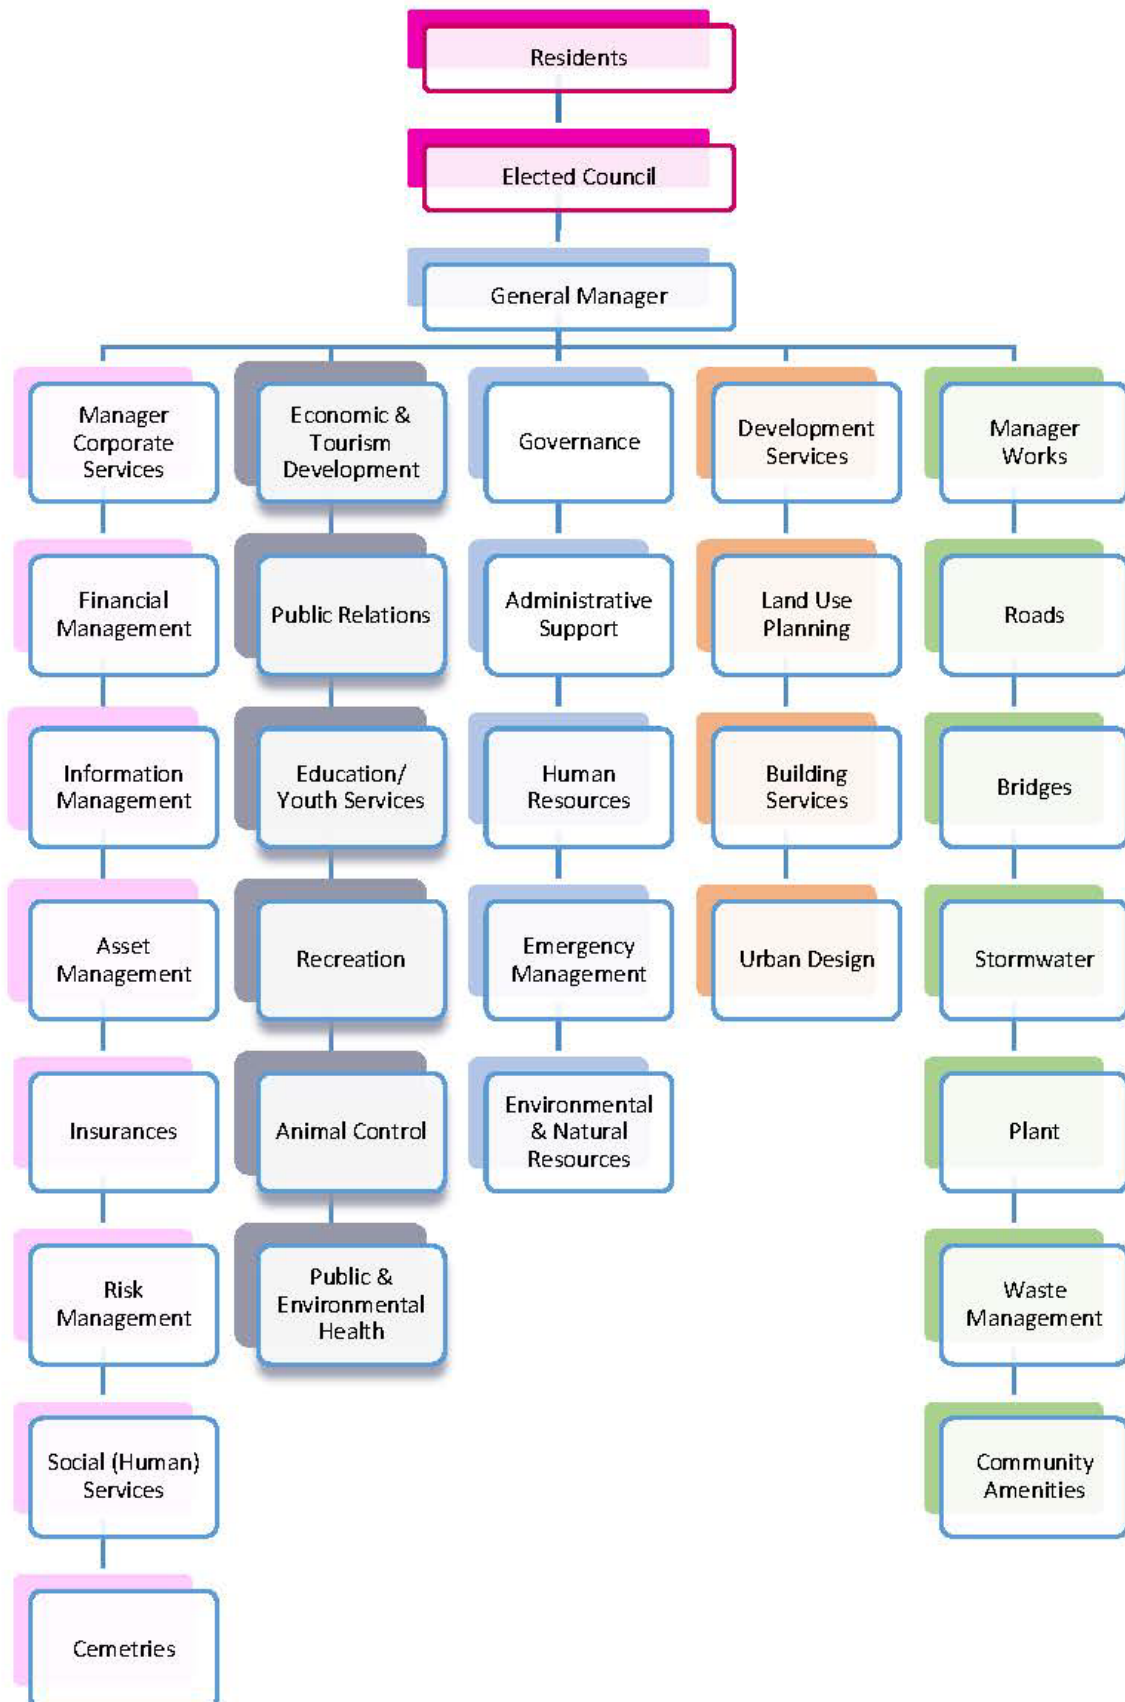 Residents
Elected Council
General Manager
Manager
Corporate
Services
Economic &
Tourism
Development
Governance
Development
Services
Manager
Works
Financial
Management
Public Relations
Administrative
Support
Land Use
Planning
Roads
Information
Management
Education/
Youth Services
Human
Resources
Building
Services
Bridges
Asset
Management
Recreation
Emergency
Management
Urban Design
Stormwater
Insurances
Animal Control
Environmental
& Natural
Resources
Plant
Risk
Management
Public &
Environmental
Health
Waste
Management
Social (Human)
Services
Community
Amenities
Cemetries